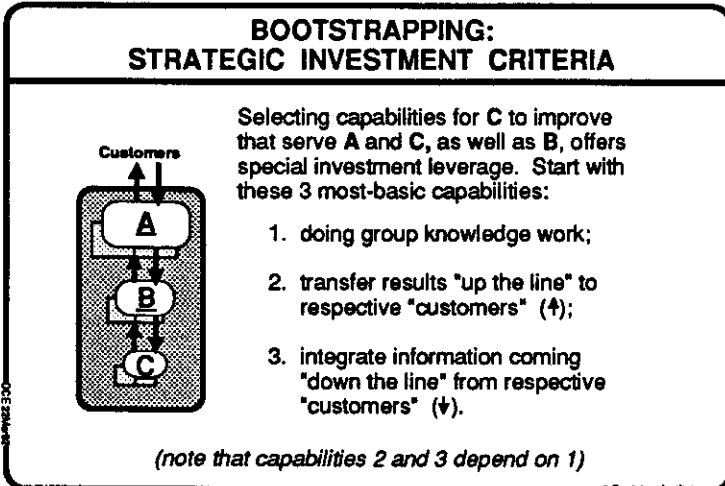 BOOTSTRAPPING:
STRATEGIC INVESTMENT CRITERIA
Selecting capabilities for C to improve
that serve A and C, as well as B, offers
special investment leverage. Start with
these 3 most-basic capabilities:
Customers
A
B
C
1. doing group knowledge work;
2. transfer results "up the line" to
respective "customers" (↑);
3. integrate information coming
"down the line" from respective
"customers" (↓).
(note that capabilities 2 and 3 depend on 1)